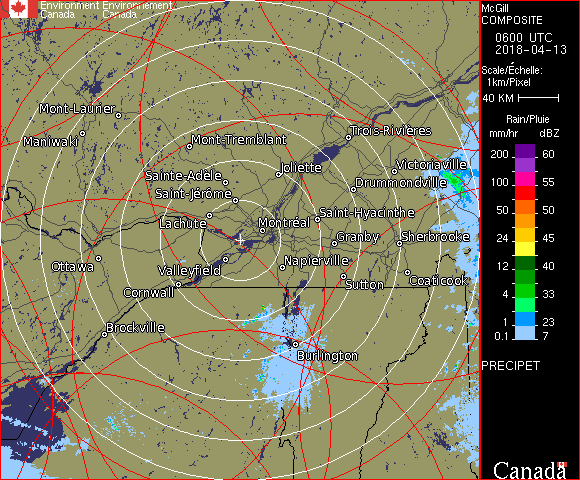 Environment Environnement
Canada Canada
McGill
COMPOSITE
0600 UTC
2018-04-13
Scale/Échelle:
1km/Pixel
40 KM
Rain/Pluie
mm/hr dBZ
200 60
100 55
50 50
24 45
12 40
4 33
1 23
0.1 7
PRECIPET
Canada
Mont-Laurier
Maniwaki
Mont-Tremblant
Trois-Rivières
Sainte-Adèle
Joliette
Victoriaville
Drummondville
Saint-Jérôme
Lachute
Montréal
Saint-Hyacinthe
Granby
Sherbrooke
Ottawa
Valleyfield
Napierville
Cornwall
Sutton
Coaticook
Brockville
Burlington